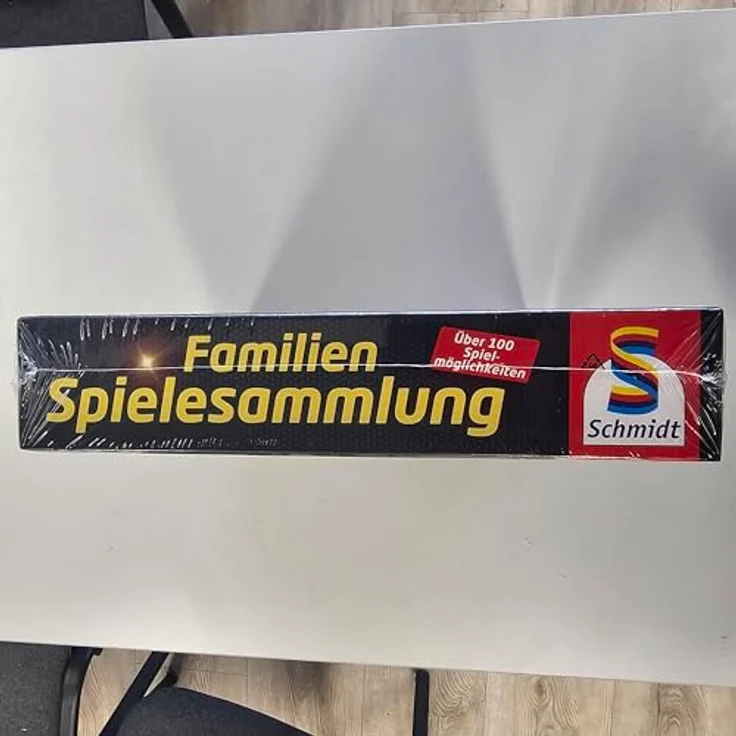 Familien
Spielesammlung
Über 100
Spiel-
möglichkeiten
Schmidt